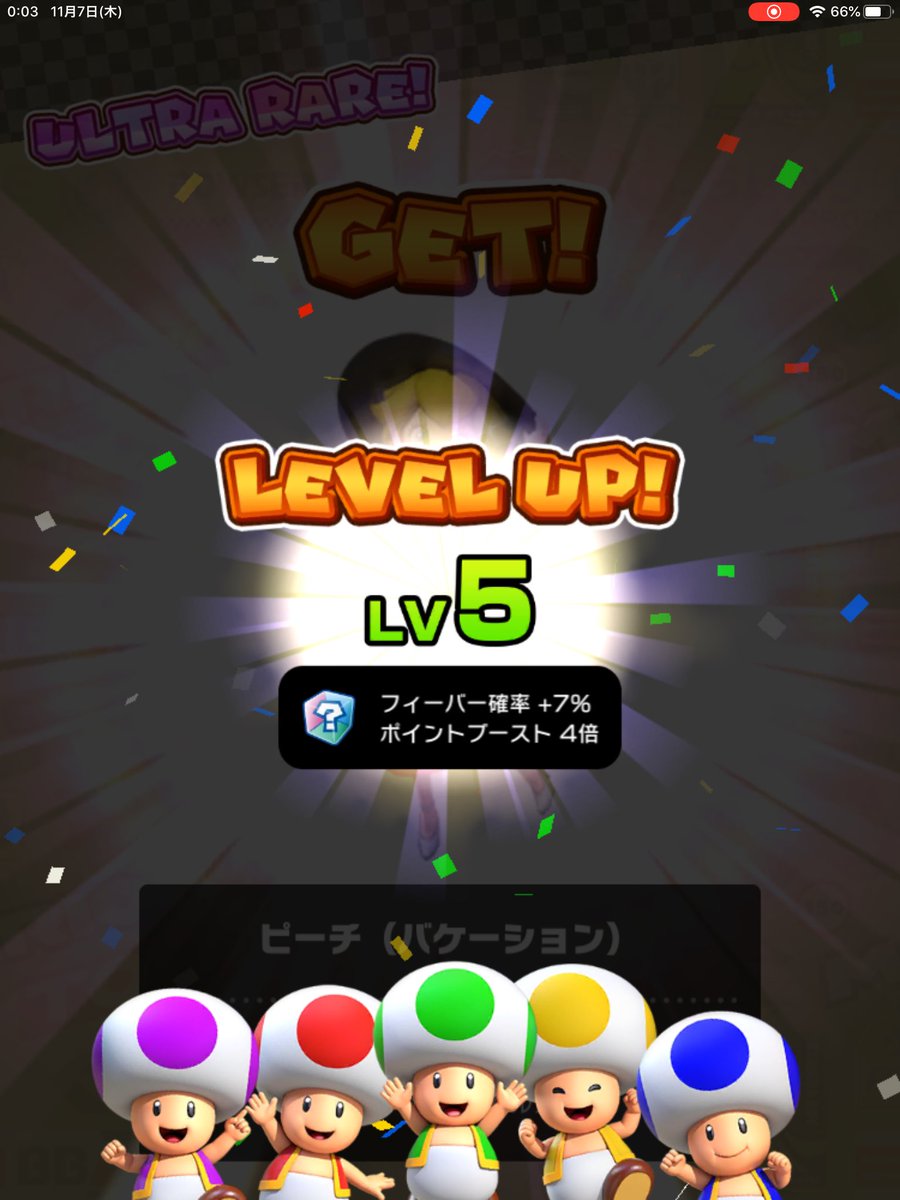 0:03 11月7日(木)
66%
ULTRA RARE!
GET!
LEVEL UP!
LV 5
フィーバー確率 +7%
ポイントブースト 4倍
ピーチ（バケーション）